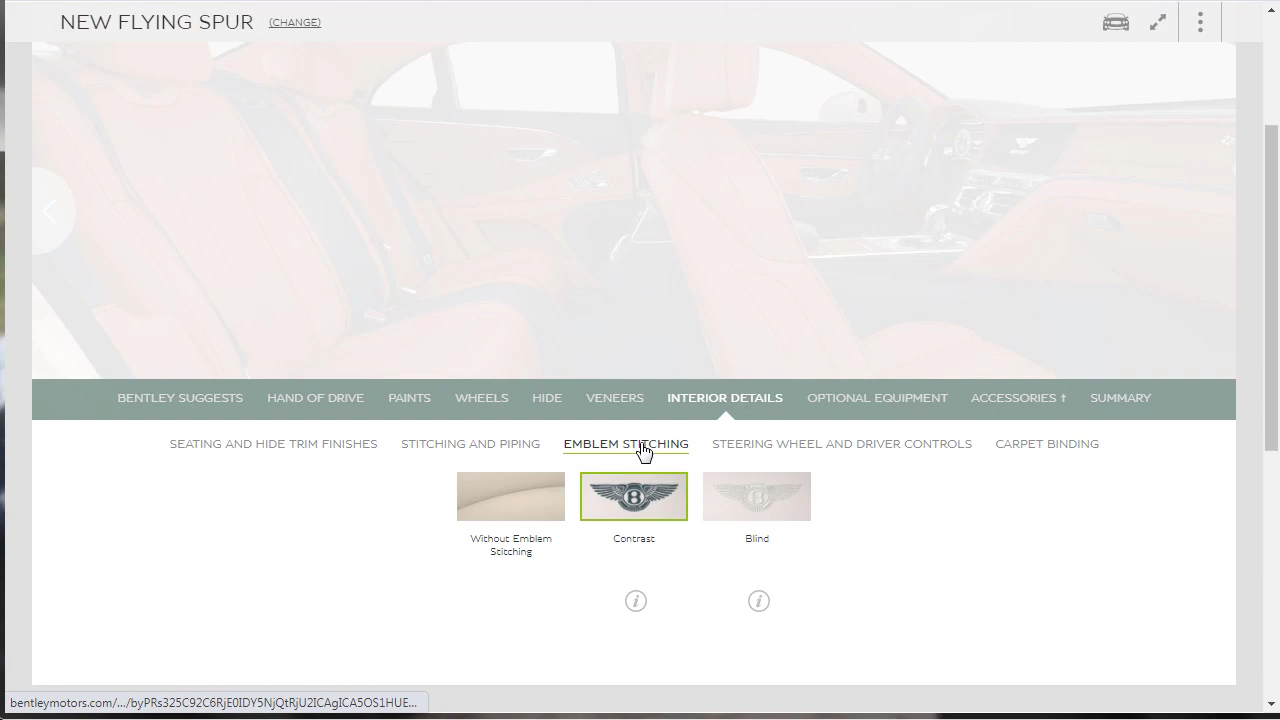 NEW FLYING SPUR (CHANGE)
BENTLEY SUGGESTS HAND OF DRIVE PAINTS WHEELS HIDE VENEERS INTERIOR DETAILS OPTIONAL EQUIPMENT ACCESSORIES † SUMMARY
SEATING AND HIDE TRIM FINISHES STITCHING AND PIPING EMBLEM STITCHING STEERING WHEEL AND DRIVER CONTROLS CARPET BINDING
B
Without Emblem Stitching
Contrast
Blind
i i
bentleymotors.com/.../byPRs325C92C6RjE0IDY5NjQtRjU2ICAgICA5OS1HUE...